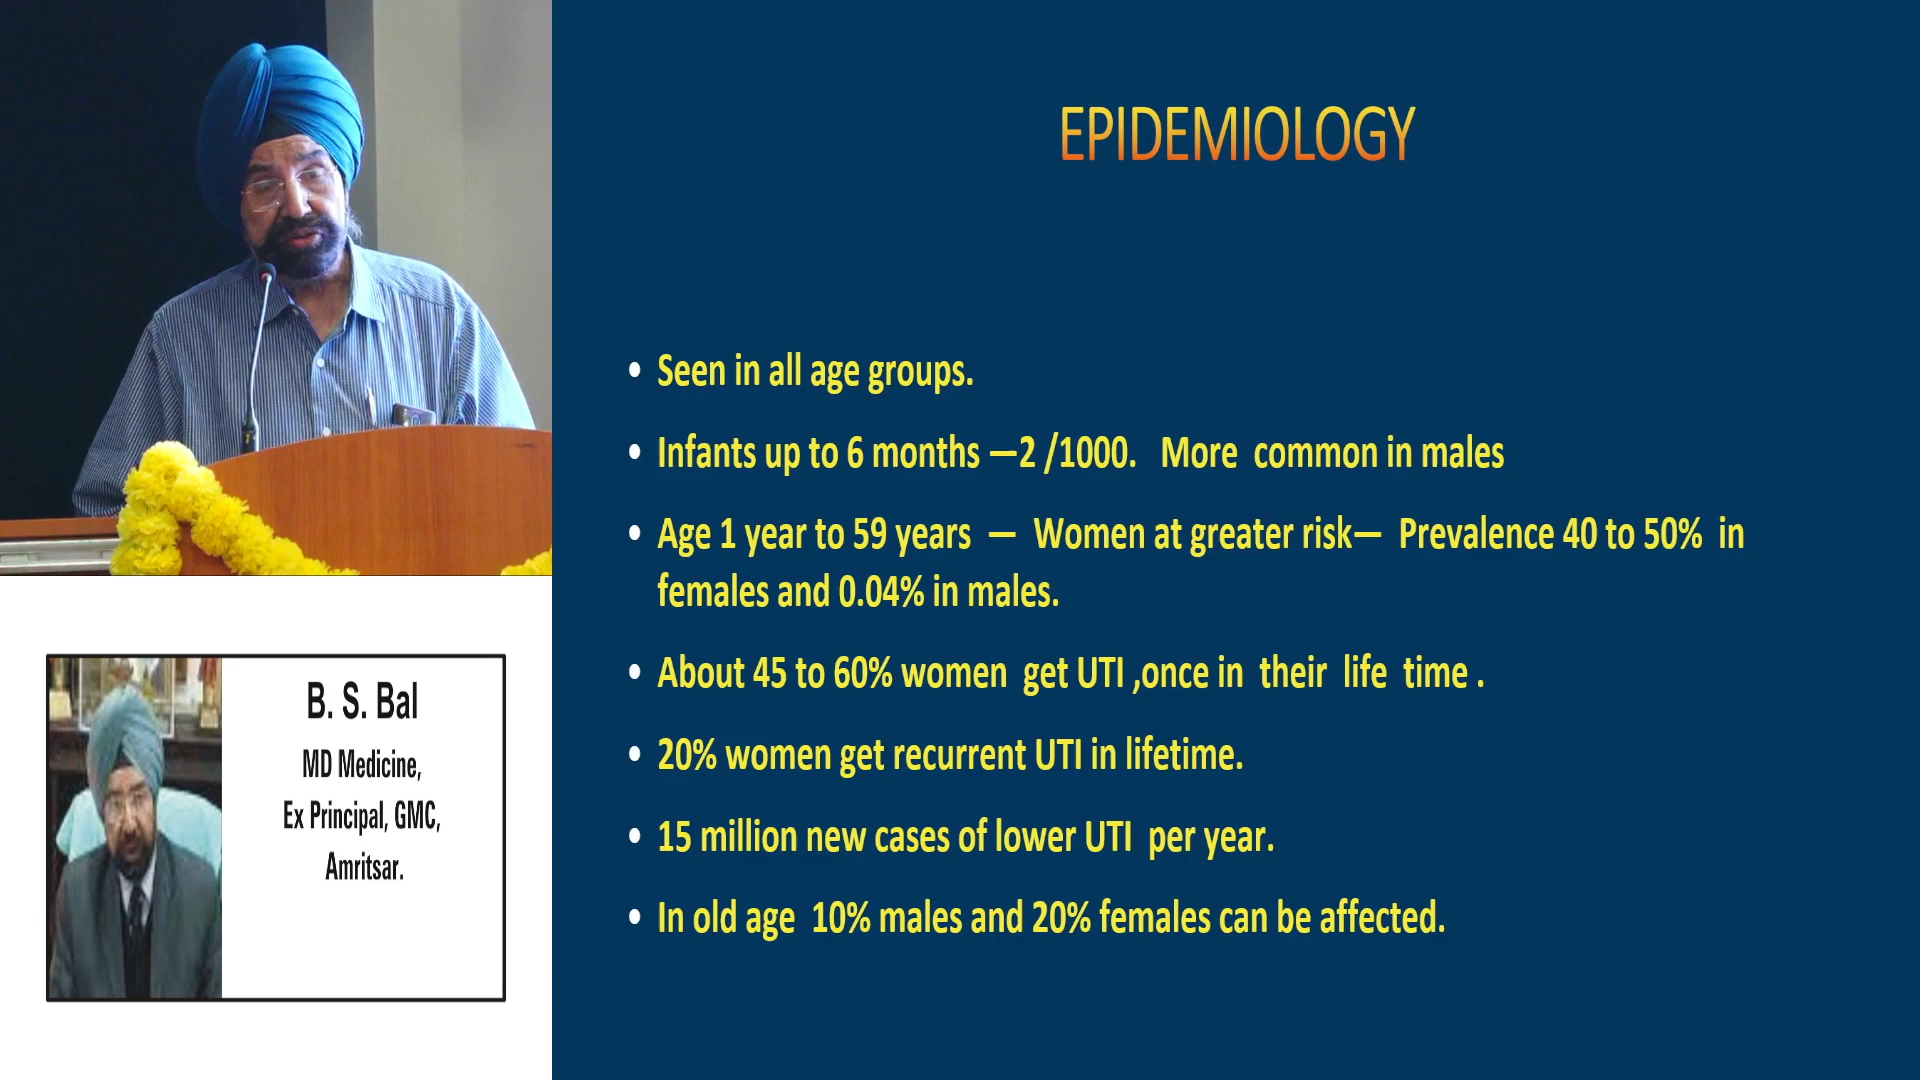 EPIDEMIOLOGY
• Seen in all age groups.
• Infants up to 6 months —2 /1000. More common in males
• Age 1 year to 59 years — Women at greater risk— Prevalence 40 to 50% in
females and 0.04% in males.
• About 45 to 60% women get UTI ,once in their life time .
• 20% women get recurrent UTI in lifetime.
• 15 million new cases of lower UTI per year.
• In old age 10% males and 20% females can be affected.
B. S. Bal
MD Medicine,
Ex Principal, GMC,
Amritsar.